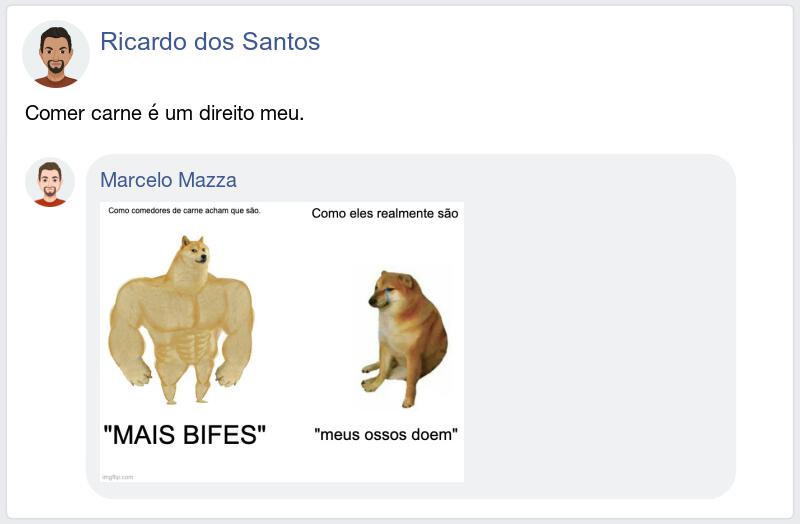 Ricardo dos Santos
Comer carne é um direito meu.
Marcelo Mazza
Como comedores de carne acham que são.
Como eles realmente são
"MAIS BIFES"
"meus ossos doem"
imgflip.com